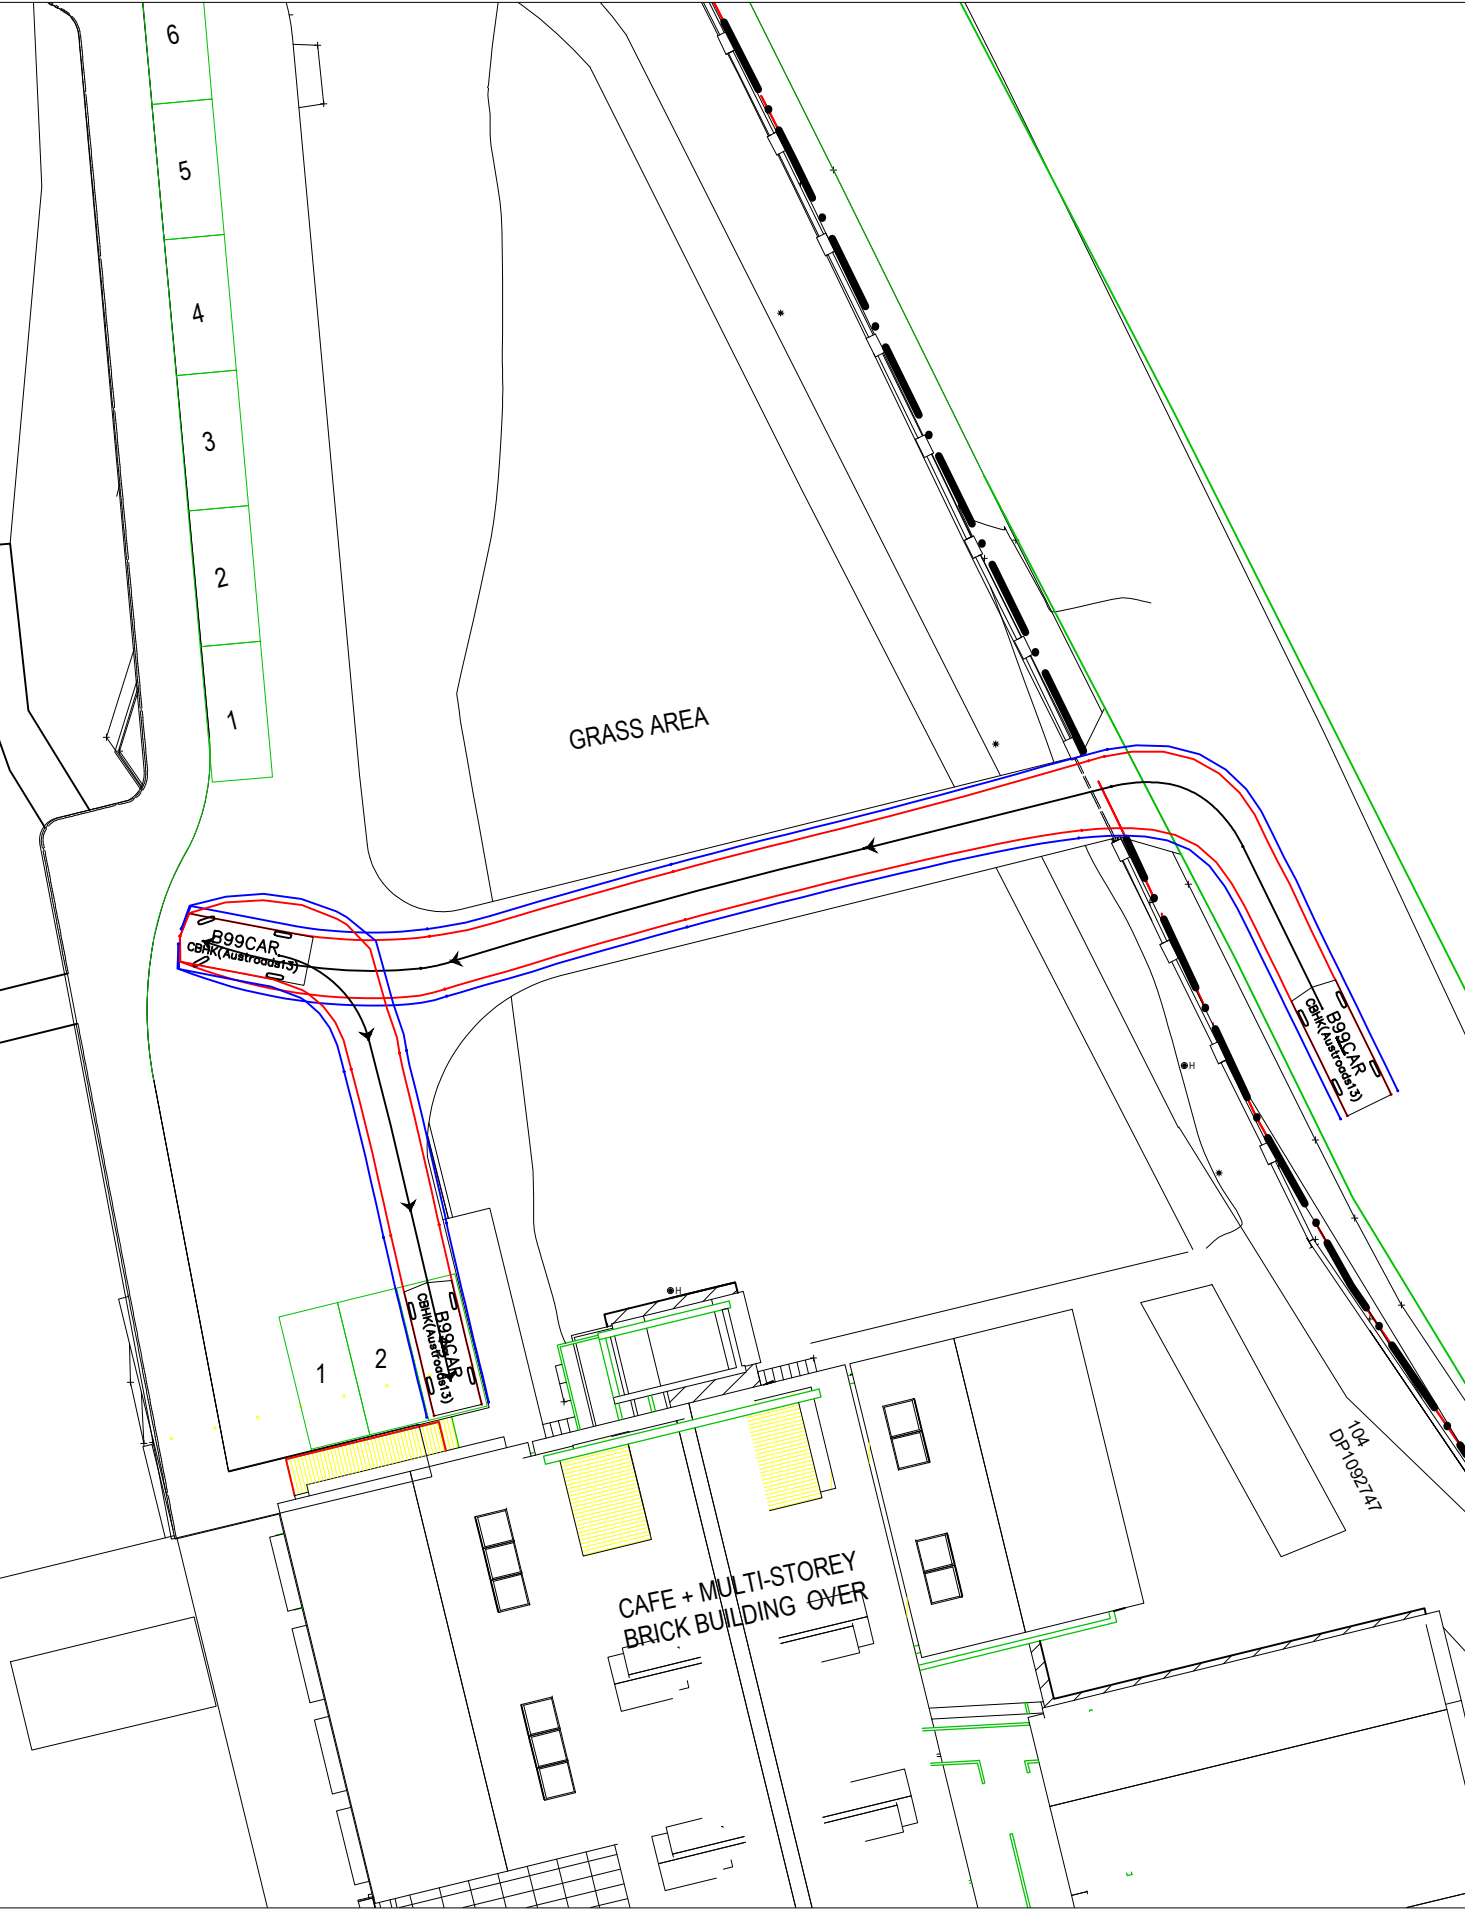 6
5
4
3
2
1
GRASS AREA
B99CAR
CBHK(Austroads13)
B99CAR
CBHK(Austroads13)
H
H
1
2
B99CAR
CBHK(Austroads13)
104
DP1092747
CAFE + MULTI-STOREY
BRICK BUILDING OVER